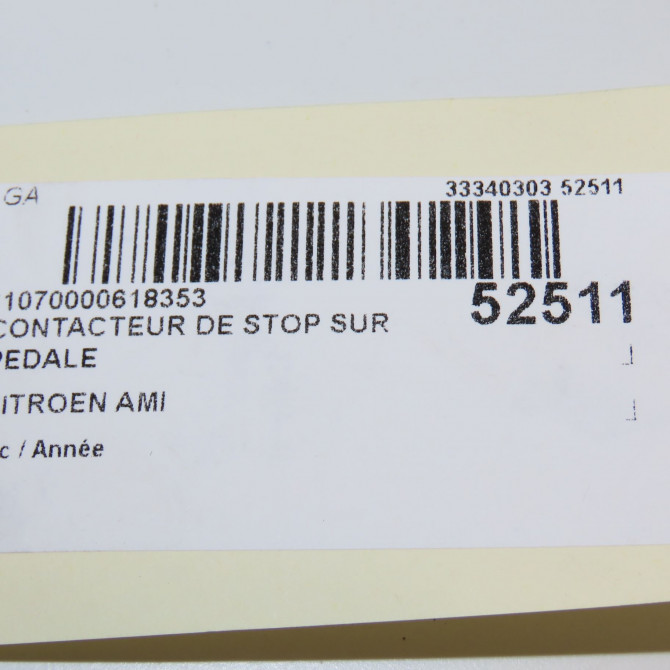 GA
33340303 52511
1070000618353
52511
CONTACTEUR DE STOP SUR
PEDALE
ITROEN AMI
c / Année